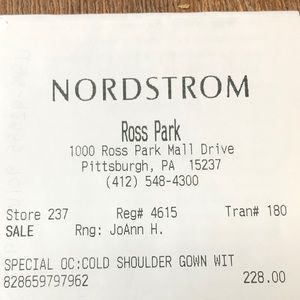 NORDSTROM
Ross Park
1000 Ross Park Mall Drive
Pittsburgh, PA 15237
(412) 548-4300
Store 237 Reg# 4615 Tran# 180
SALE Rng: JoAnn H.
SPECIAL OC:COLD SHOULDER GOWN WIT
828659797962 228.00